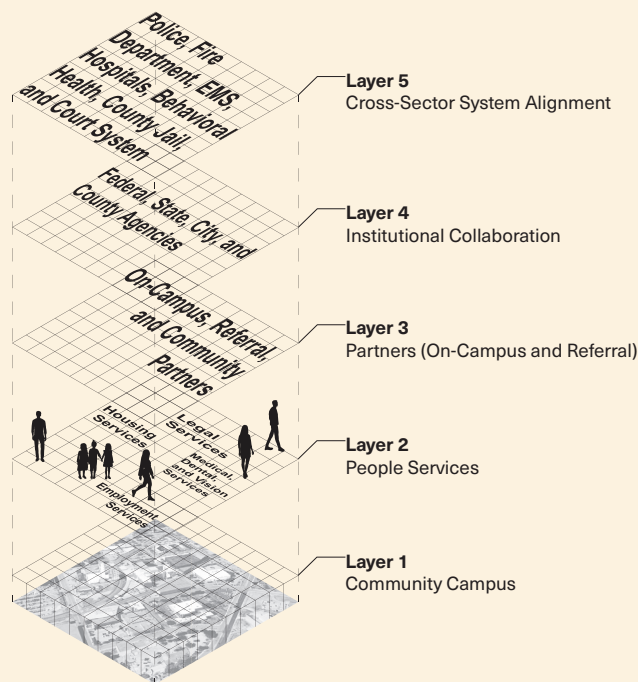 Police, Fire
Department, EMS,
Hospitals, Behavioral
Health, County Jail,
and Court System
Layer 5
Cross-Sector System Alignment
Federal, State, City, and
County Agencies
Layer 4
Institutional Collaboration
On-Campus, Referral,
and Community
Partners
Layer 3
Partners (On-Campus and Referral)
Housing
Services
Legal
Services
Medical,
Dental,
and Vision
Services
Employment
Services
Layer 2
People Services
Layer 1
Community Campus